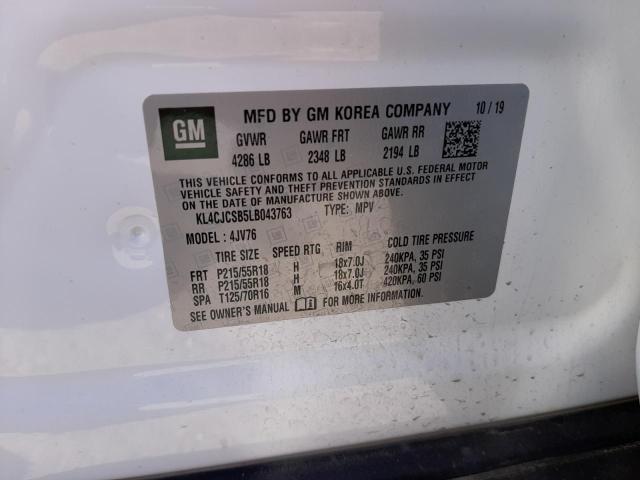 GM
MFD BY GM KOREA COMPANY 10/19
GVWR GAWR FRT GAWR RR
4286 LB 2348 LB 2194 LB
THIS VEHICLE CONFORMS TO ALL APPLICABLE U.S. FEDERAL MOTOR
VEHICLE SAFETY AND THEFT PREVENTION STANDARDS IN EFFECT
ON THE DATE OF MANUFACTURE SHOWN ABOVE.
KL4CJCSB5LB043763 TYPE: MPV
MODEL: 4JV76
TIRE SIZE SPEED RTG RIM COLD TIRE PRESSURE
FRT P215/55R18 H 18x7.0J 240KPA, 35 PSI
RR P215/55R18 H 18x7.0J 240KPA, 35 PSI
SPA T125/70R16 M 16x4.0T 420KPA, 60 PSI
SEE OWNER'S MANUAL FOR MORE INFORMATION.